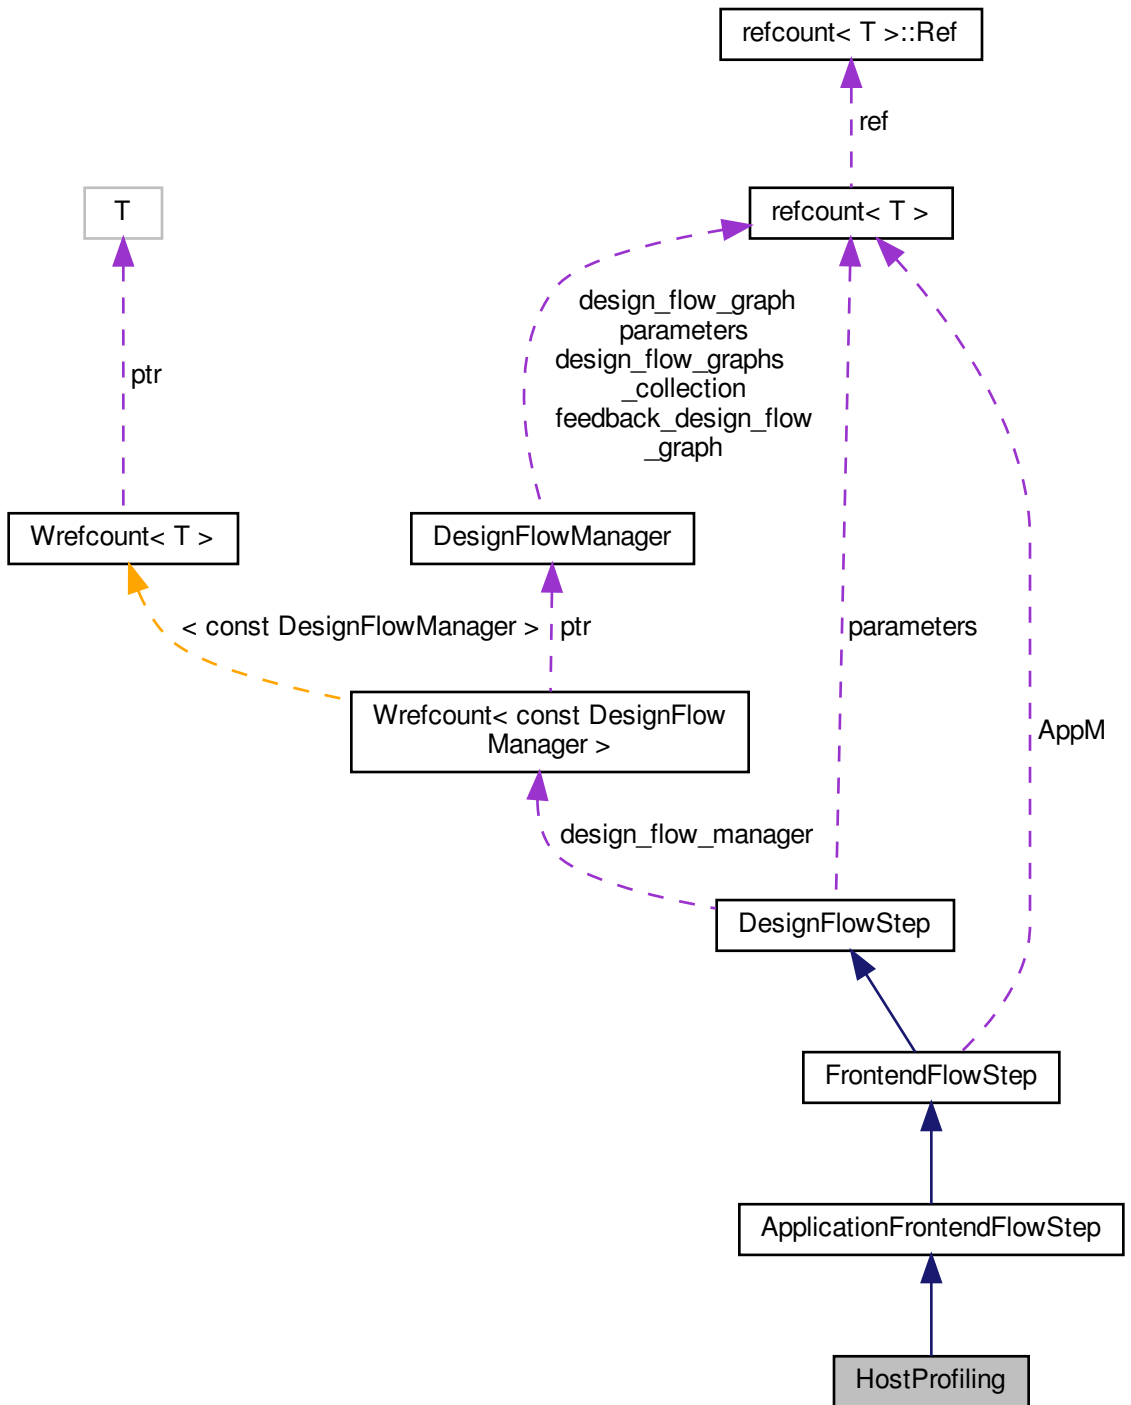 refcount< T >::Ref
ref
T
refcount< T >
design_flow_graph
parameters
design_flow_graphs
_collection
feedback_design_flow
_graph
ptr
Wrefcount< T >
DesignFlowManager
< const DesignFlowManager >
ptr
parameters
Wrefcount< const DesignFlow
Manager >
AppM
design_flow_manager
DesignFlowStep
FrontendFlowStep
ApplicationFrontendFlowStep
HostProfiling